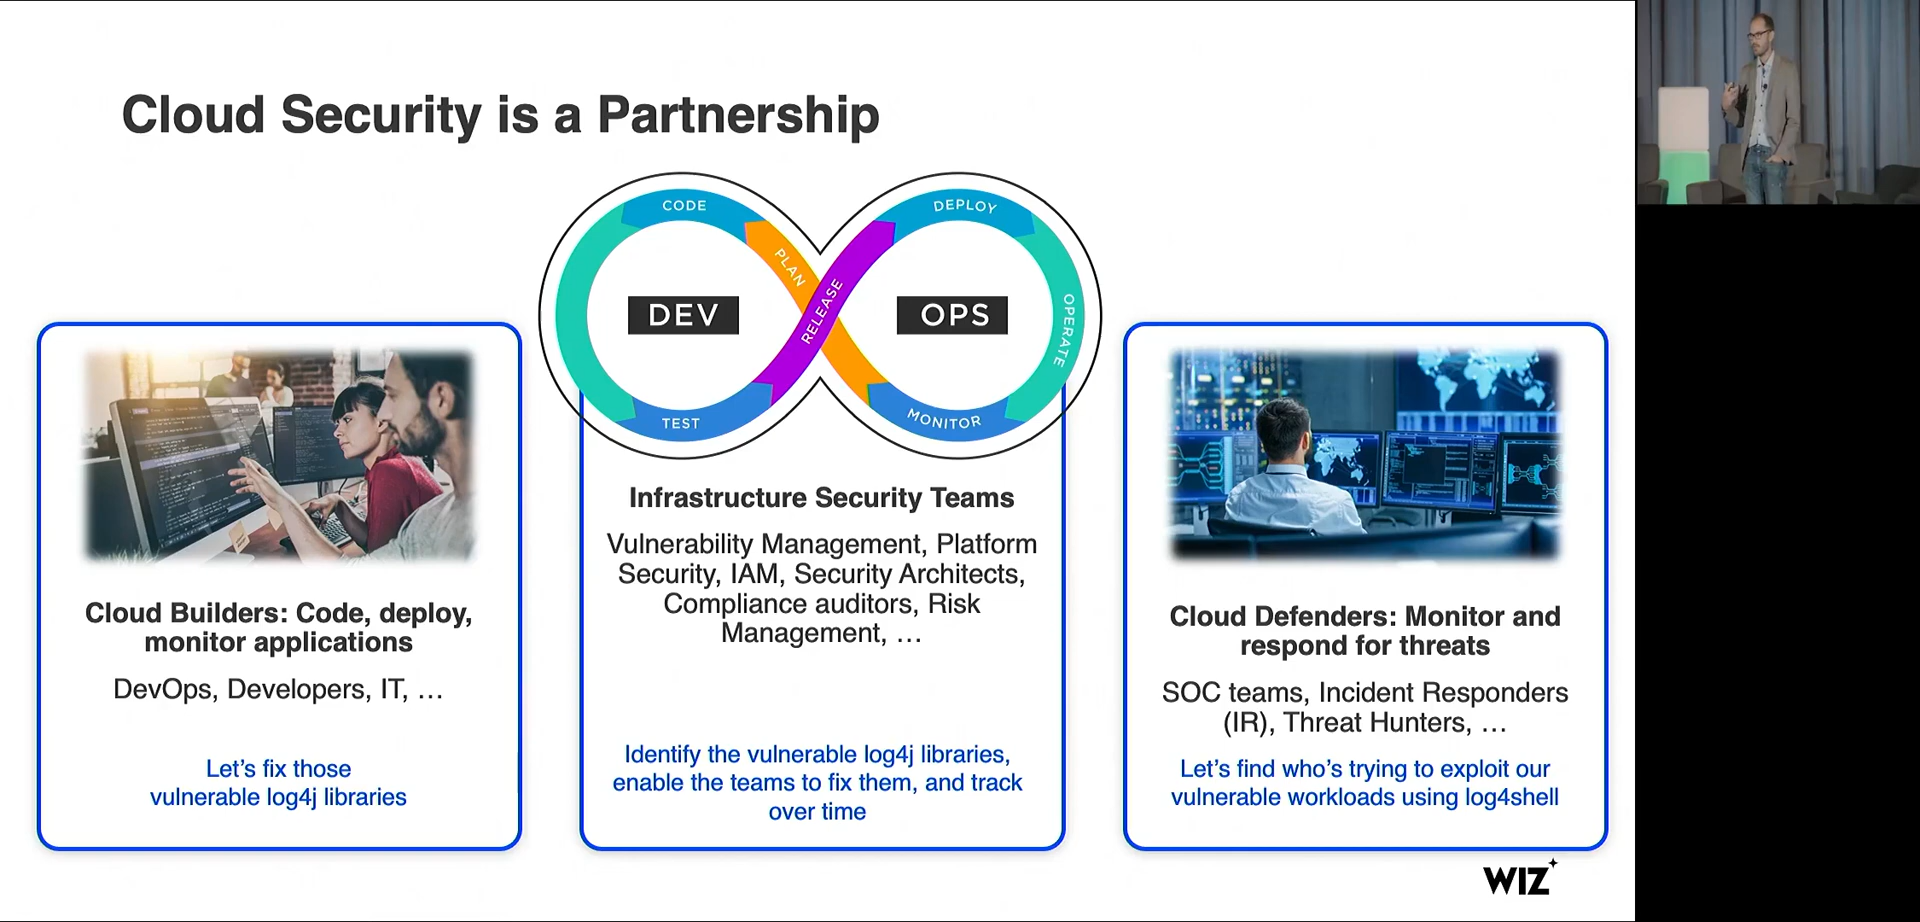 Cloud Security is a Partnership
CODE
DEPLOY
PLAN
RELEASE
OPERATE
DEV
OPS
TEST
MONITOR
Cloud Builders: Code, deploy,
monitor applications
DevOps, Developers, IT, …
Let’s fix those
vulnerable log4j libraries
Infrastructure Security Teams
Vulnerability Management, Platform
Security, IAM, Security Architects,
Compliance auditors, Risk
Management, …
Identify the vulnerable log4j libraries,
enable the teams to fix them, and track
over time
Cloud Defenders: Monitor and
respond for threats
SOC teams, Incident Responders
(IR), Threat Hunters, …
Let’s find who’s trying to exploit our
vulnerable workloads using log4shell
WIZ